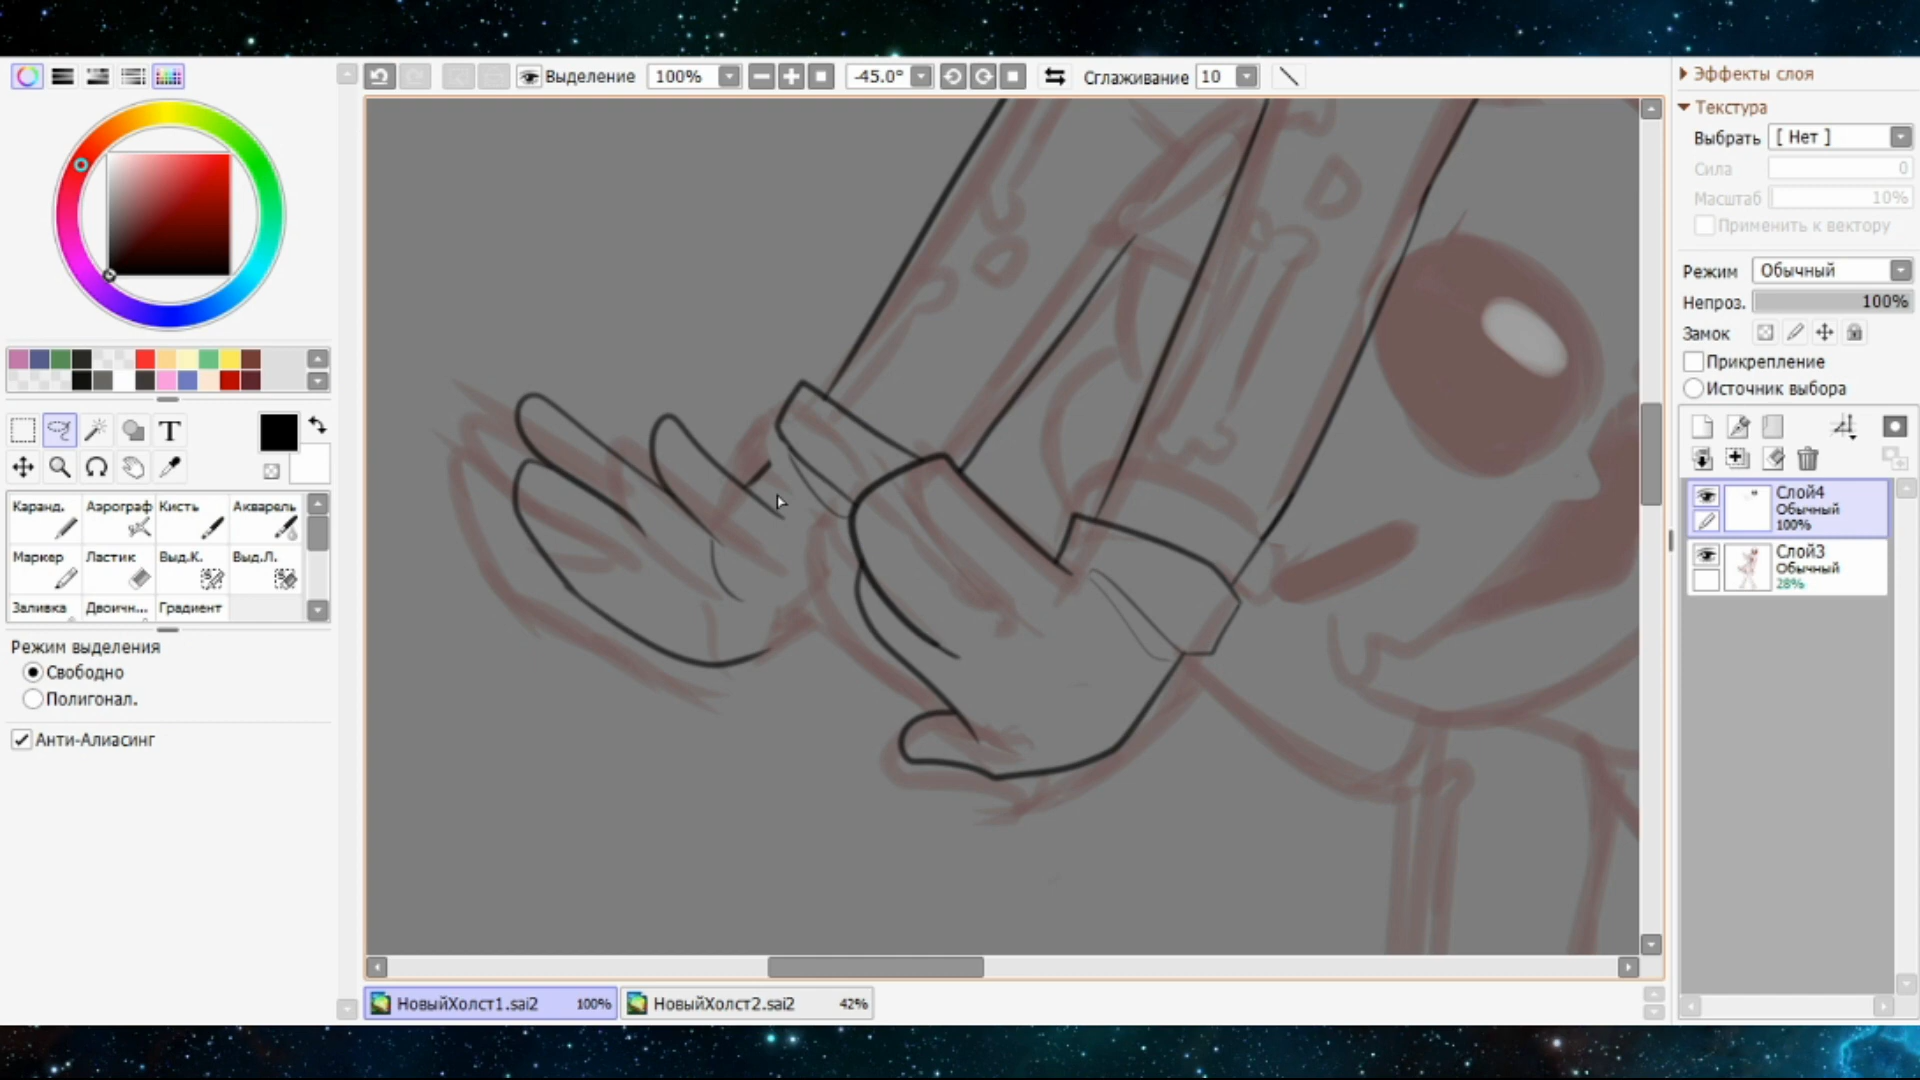 Выделение 100% -45.0° Сглаживание 10
Эффекты слоя
Текстура
Выбрать [ Нет ]
Сила 0
Масштаб 10%
Применить к вектору
Режим Обычный
Непроз. 100%
Замок
Прикрепление
Источник выбора
Слой4
Обычный
100%
Слой3
Обычный
28%
T
Каранд. Аэрограф Кисть Акварель
Маркер Ластик Выд.К. Выд.Л.
Заливка Двоичн... Градиент
Режим выделения
Свободно
Полигонал.
Анти-Алиасинг
НовыйХолст1.sai2 100% НовыйХолст2.sai2 42%